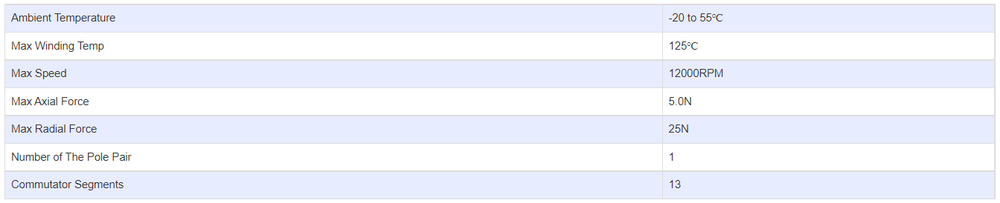 Ambient Temperature -20 to 55℃
Max Winding Temp 125℃
Max Speed 12000RPM
Max Axial Force 5.0N
Max Radial Force 25N
Number of The Pole Pair 1
Commutator Segments 13